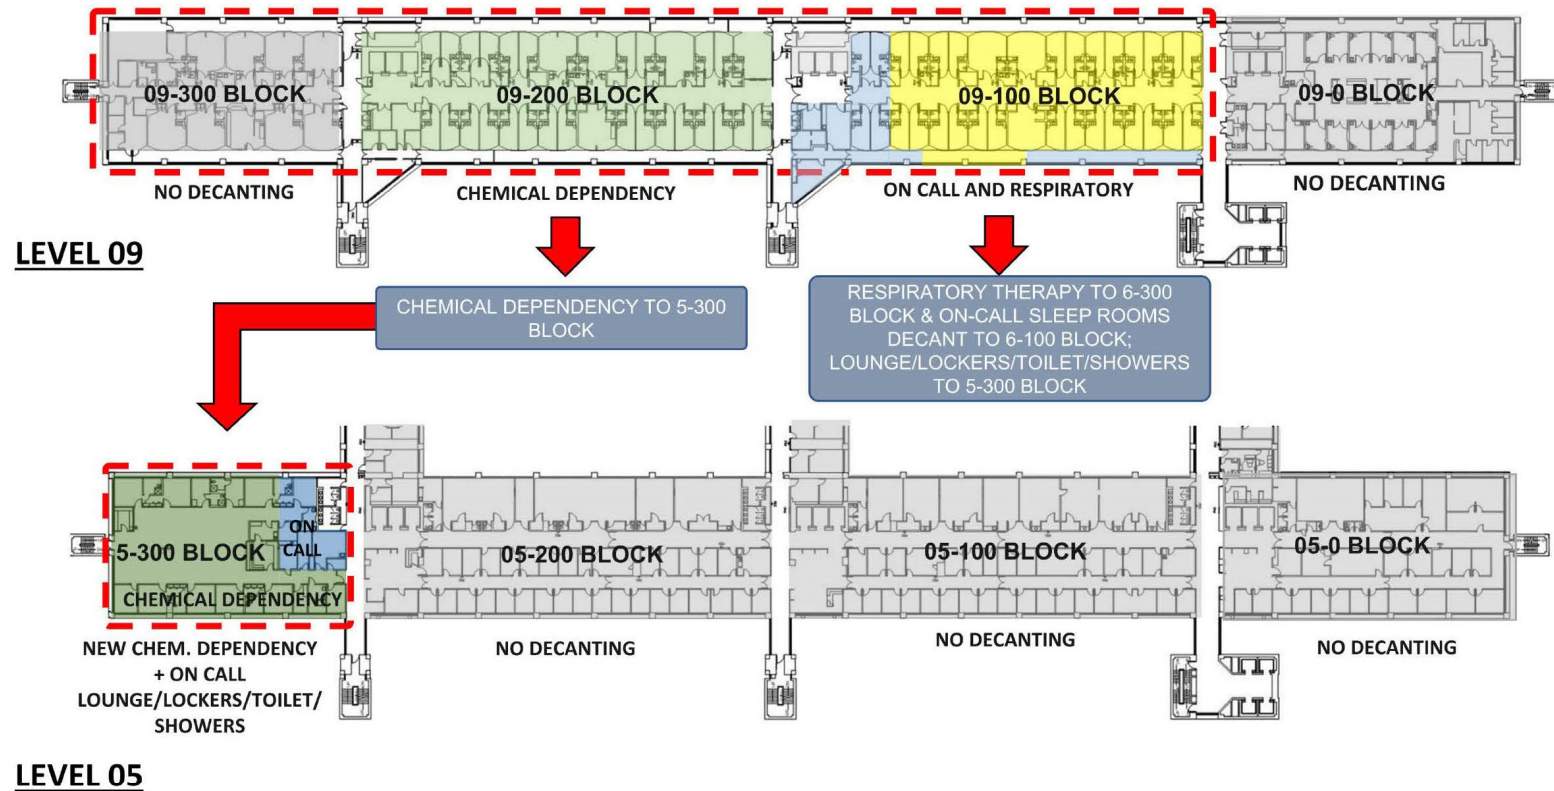 09-300 BLOCK
09-200 BLOCK
09-100 BLOCK
09-0 BLOCK
NO DECANTING
CHEMICAL DEPENDENCY
ON CALL AND RESPIRATORY
NO DECANTING
LEVEL 09
CHEMICAL DEPENDENCY TO 5-300
BLOCK
RESPIRATORY THERAPY TO 6-300
BLOCK & ON-CALL SLEEP ROOMS
DECANT TO 6-100 BLOCK;
LOUNGE/LOCKERS/TOILET/SHOWERS
TO 5-300 BLOCK
ON
CALL
5-300 BLOCK
05-200 BLOCK
05-100 BLOCK
05-0 BLOCK
CHEMICAL DEPENDENCY
NEW CHEM. DEPENDENCY
+ ON CALL
LOUNGE/LOCKERS/TOILET/
SHOWERS
NO DECANTING
NO DECANTING
NO DECANTING
LEVEL 05